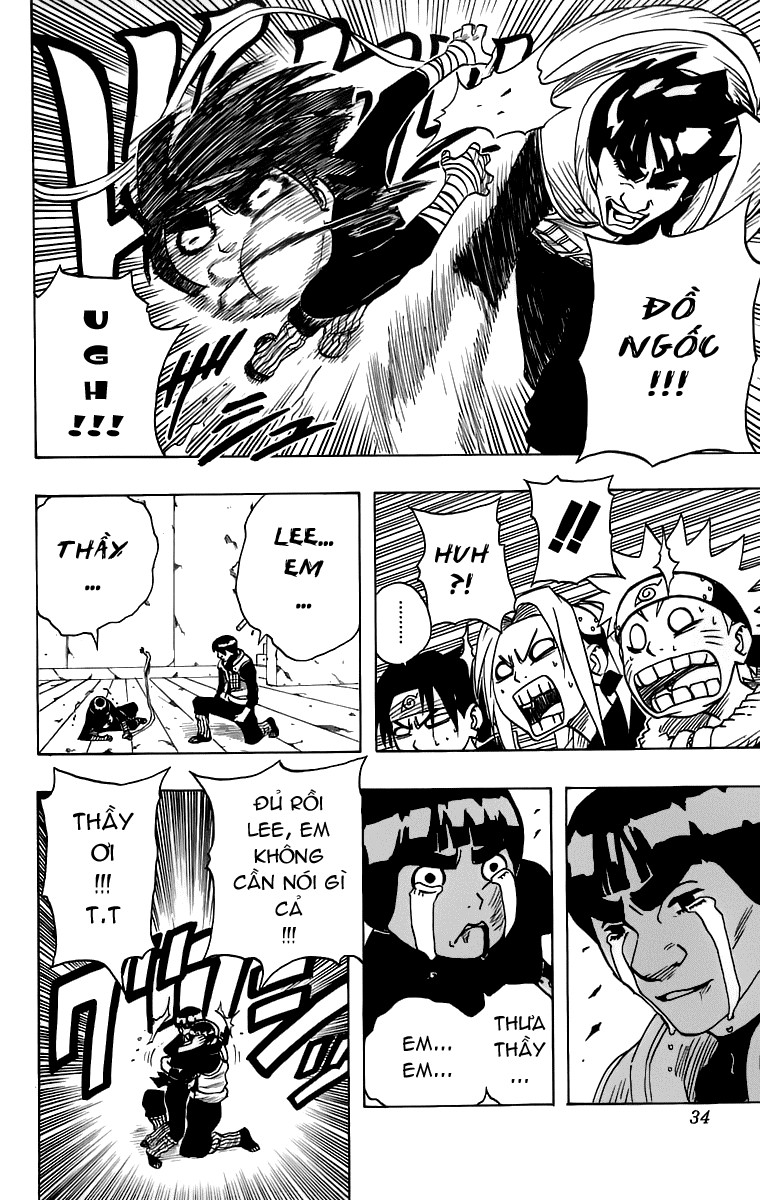 ĐỒ
NGỐC
!!!
U
G
H
!!!
!!
HUH
?!
.........
LEE...
EM
...
THẦY
...
THƯA
THẦY
...
EM...
EM...
ĐỦ RỒI
LEE, EM
KHÔNG
CẦN NÓI GÌ
CẢ
!!!
THẦY
ƠI
!!!
T.T
34